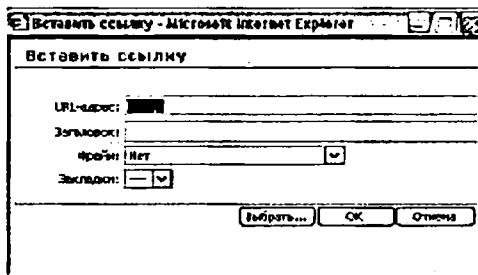 Вставить ссылку - Microsoft Internet Explorer
Вставить ссылку
URL-адрес:
Заголовок:
Фрейм: Нет
Закладки: —
Выбрать... OK Отмена